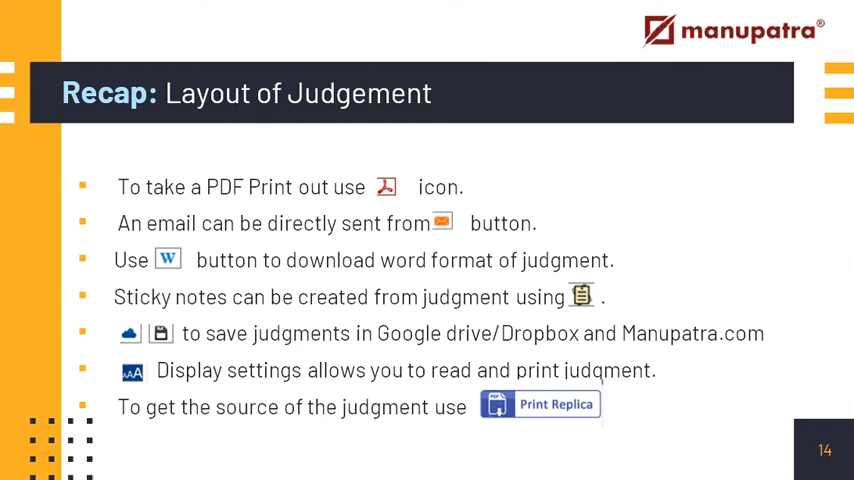 manupatra®
Recap: Layout of Judgement
To take a PDF Print out use icon.
An email can be directly sent from button.
Use W button to download word format of judgment.
Sticky notes can be created from judgment using .
to save judgments in Google drive/Dropbox and Manupatra.com
AAA Display settings allows you to read and print judgment.
To get the source of the judgment use PDF Print Replica
14